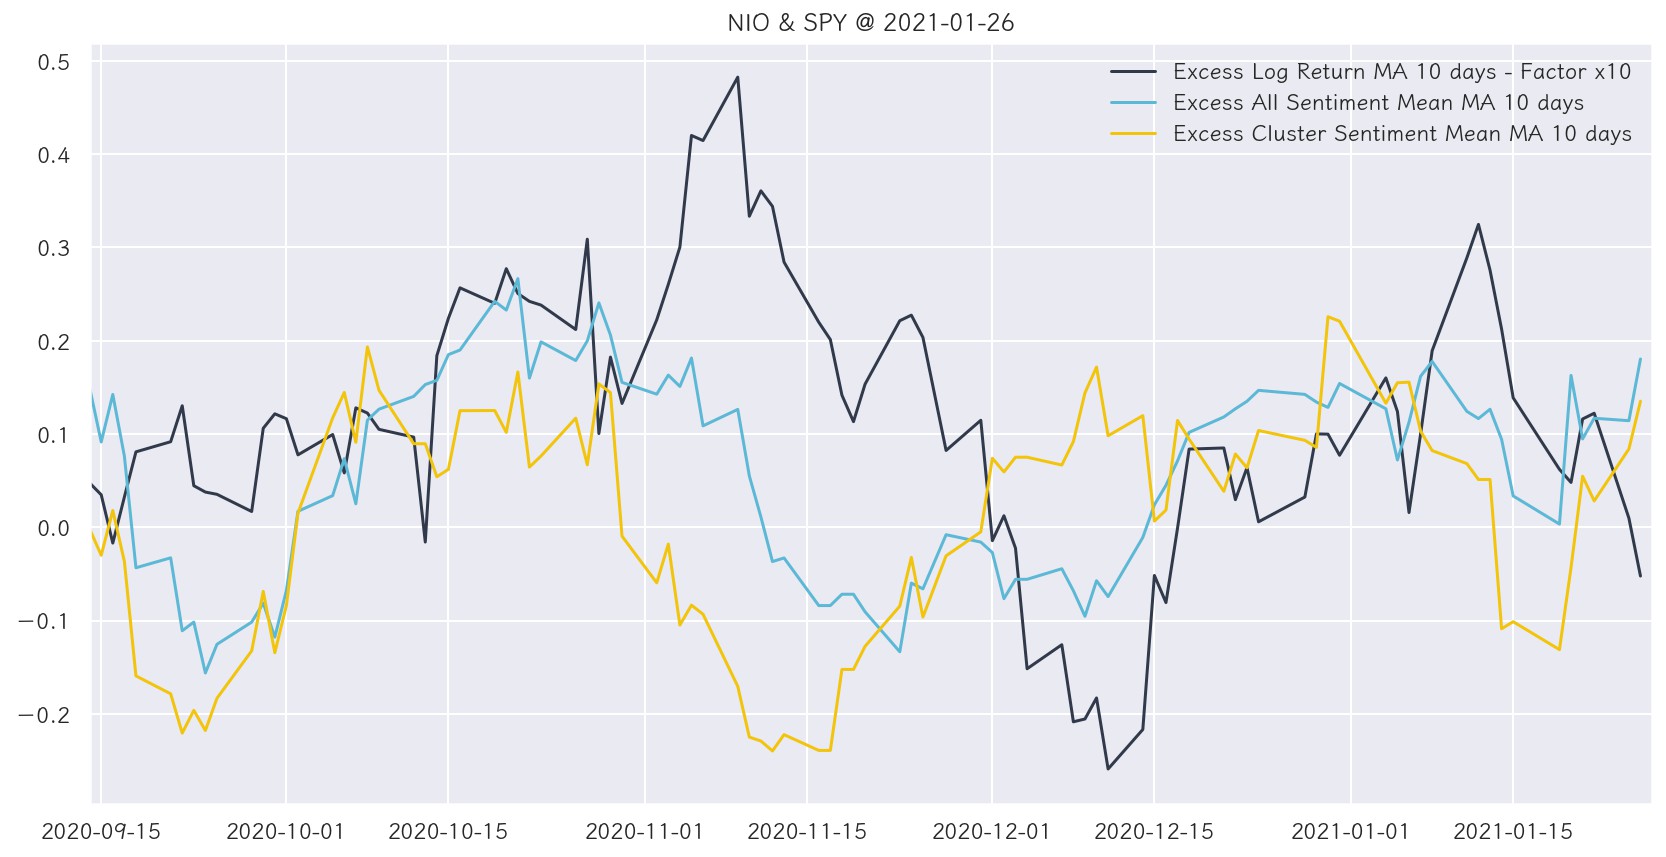 NIO & SPY @ 2021-01-26
Excess Log Return MA 10 days - Factor x10
Excess All Sentiment Mean MA 10 days
Excess Cluster Sentiment Mean MA 10 days
0.5
0.4
0.3
0.2
0.1
0.0
−0.1
−0.2
2020-09-15 2020-10-01 2020-10-15 2020-11-01 2020-11-15 2020-12-01 2020-12-15 2021-01-01 2021-01-15